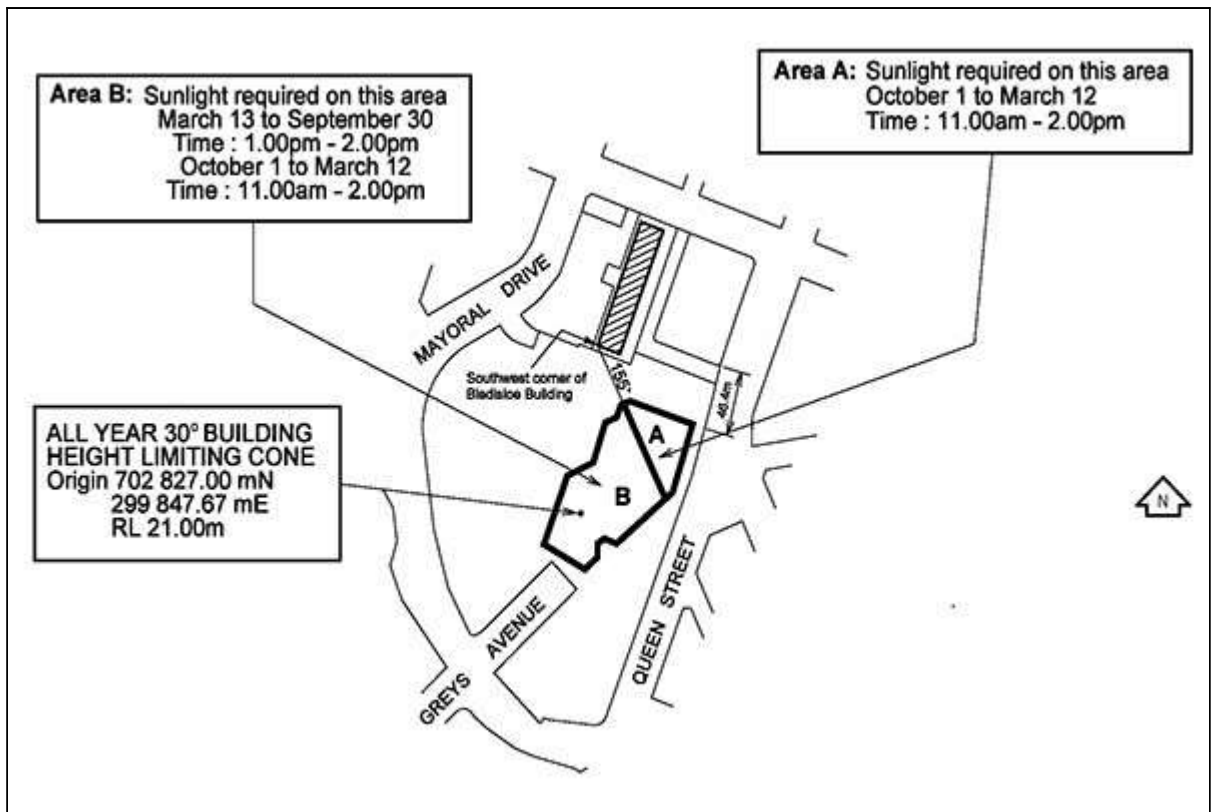 Area B: Sunlight required on this area
March 13 to September 30
Time : 1.00pm - 2.00pm
October 1 to March 12
Time : 11.00am - 2.00pm
Area A: Sunlight required on this area
October 1 to March 12
Time : 11.00am - 2.00pm
MAYORAL DRIVE
Southwest corner of
Bledisloe Building
155°
46.4m
A
B
ALL YEAR 30° BUILDING
HEIGHT LIMITING CONE
Origin 702 827.00 mN
299 847.67 mE
RL 21.00m
N
QUEEN STREET
GREYS AVENUE